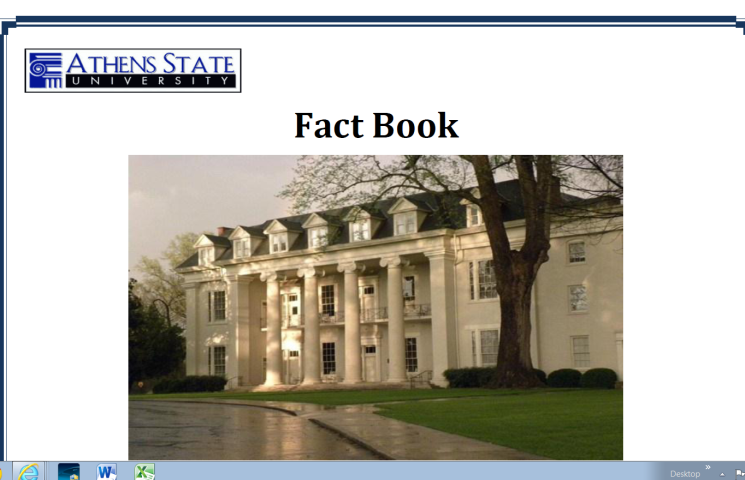 ATHENS STATE
UNIVERSITY
Fact Book
Desktop